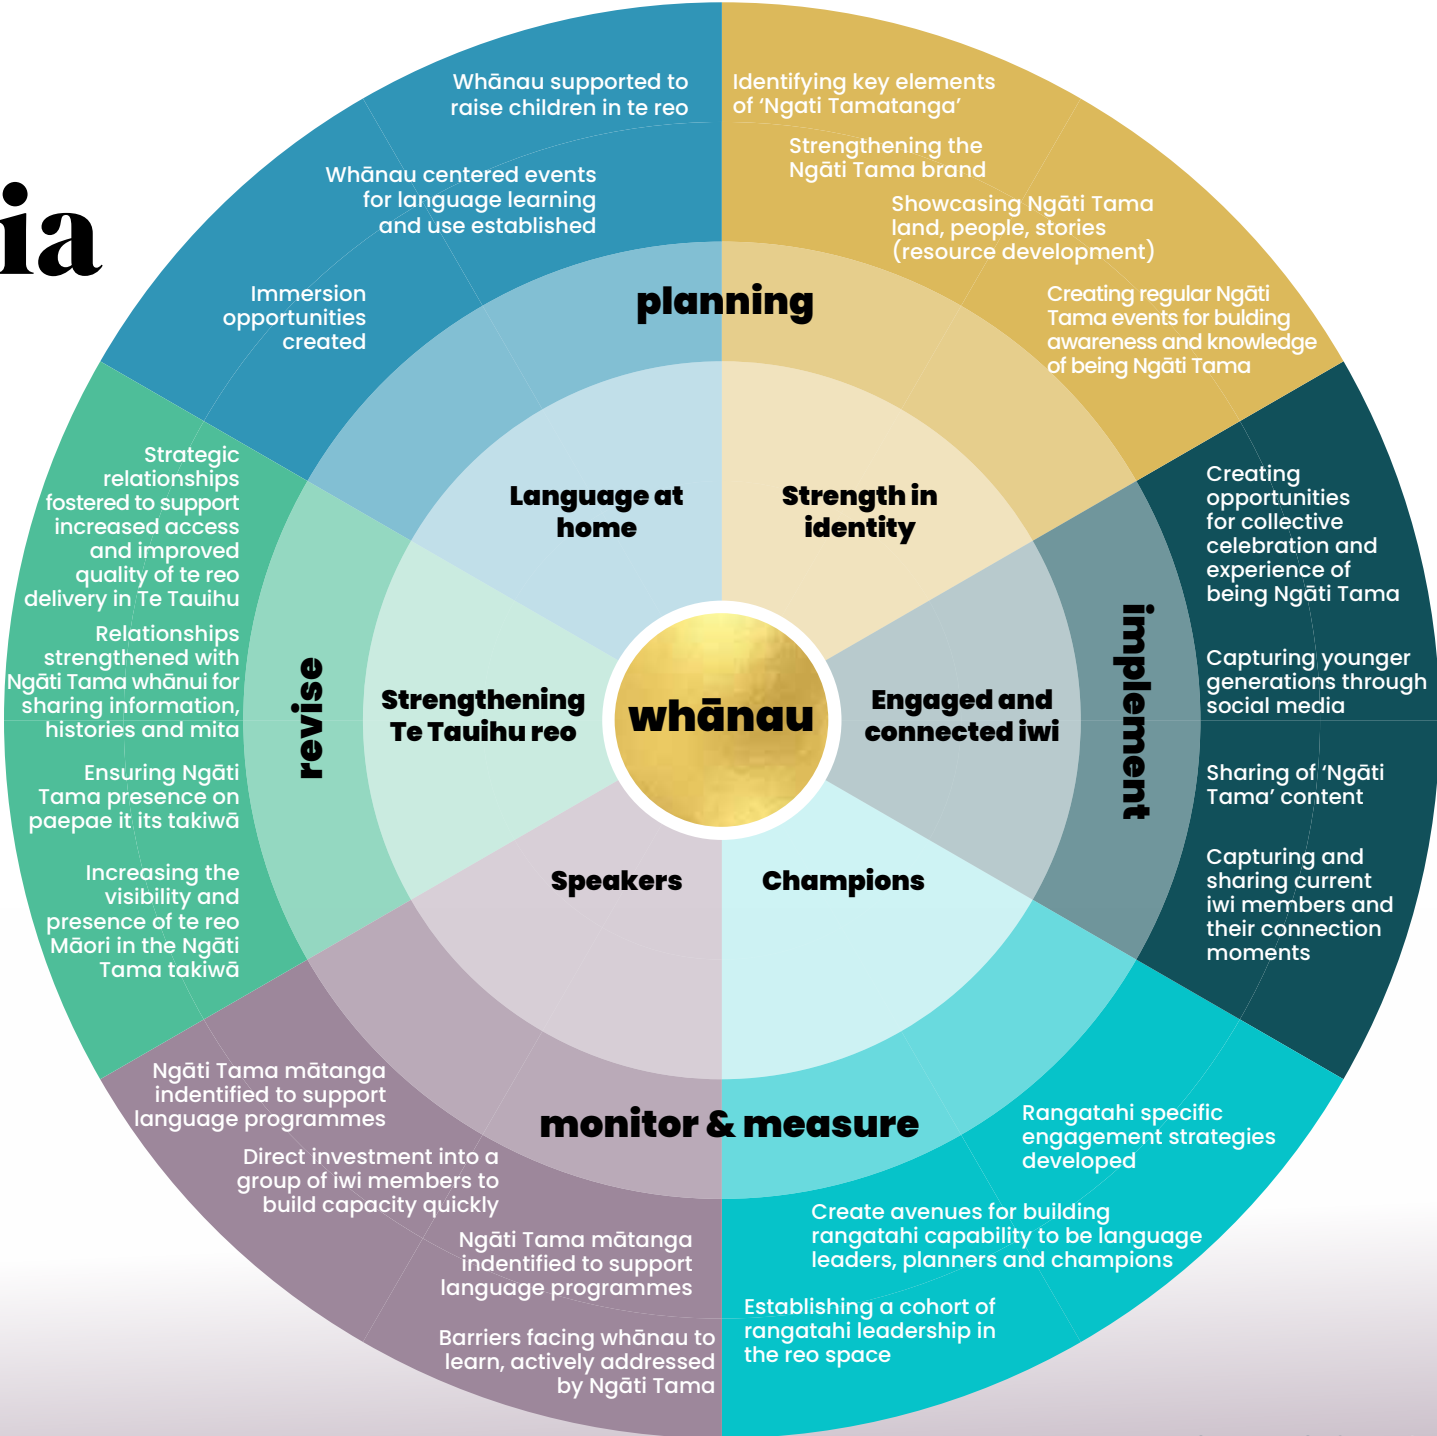 ia
Whānau supported to
raise children in te reo
Whānau centered events
for language learning
and use established
Immersion
opportunities
created
Identifying key elements
of ‘Ngati Tamatanga’
Strengthening the
Ngāti Tama brand
Showcasing Ngāti Tama
land, people, stories
(resource development)
Creating regular Ngāti
Tama events for bulding
awareness and knowledge
of being Ngāti Tama
planning
Language at
home
Strength in
identity
Strategic
relationships
fostered to support
increased access
and improved
quality of te reo
delivery in Te Tauihu
Relationships
strengthened with
Ngāti Tama whānui for
sharing information,
histories and mita
Ensuring Ngāti
Tama presence on
paepae it its takiwā
Increasing the
visibility and
presence of te reo
Māori in the Ngāti
Tama takiwā
revise
Strengthening
Te Tauihu reo
whānau
Engaged and
connected iwi
implement
Creating
opportunities
for collective
celebration and
experience of
being Ngāti Tama
Capturing younger
generations through
social media
Sharing of ‘Ngāti
Tama’ content
Capturing and
sharing current
iwi members and
their connection
moments
Speakers
Champions
monitor & measure
Ngāti Tama mātanga
indentified to support
language programmes
Direct investment into a
group of iwi members to
build capacity quickly
Ngāti Tama mātanga
indentified to support
language programmes
Barriers facing whānau to
learn, actively addressed
by Ngāti Tama
Rangatahi specific
engagement strategies
developed
Create avenues for building
rangatahi capability to be language
leaders, planners and champions
Establishing a cohort of
rangatahi leadership in
the reo space